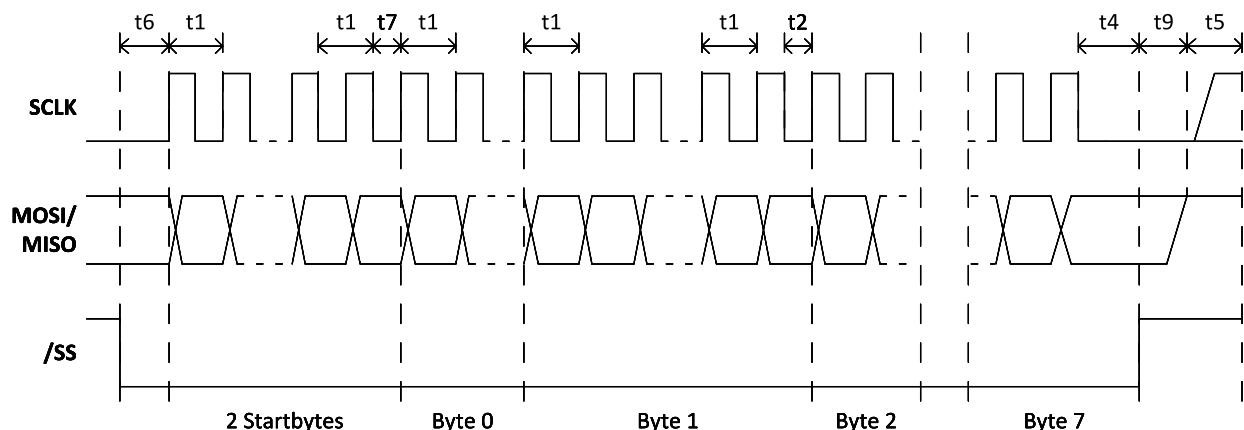 t6 t1 t1 t7 t1 t1 t1 t2 t4 t9 t5
SCLK
MOSI/
MISO
/SS
2 Startbytes Byte 0 Byte 1 Byte 2 Byte 7